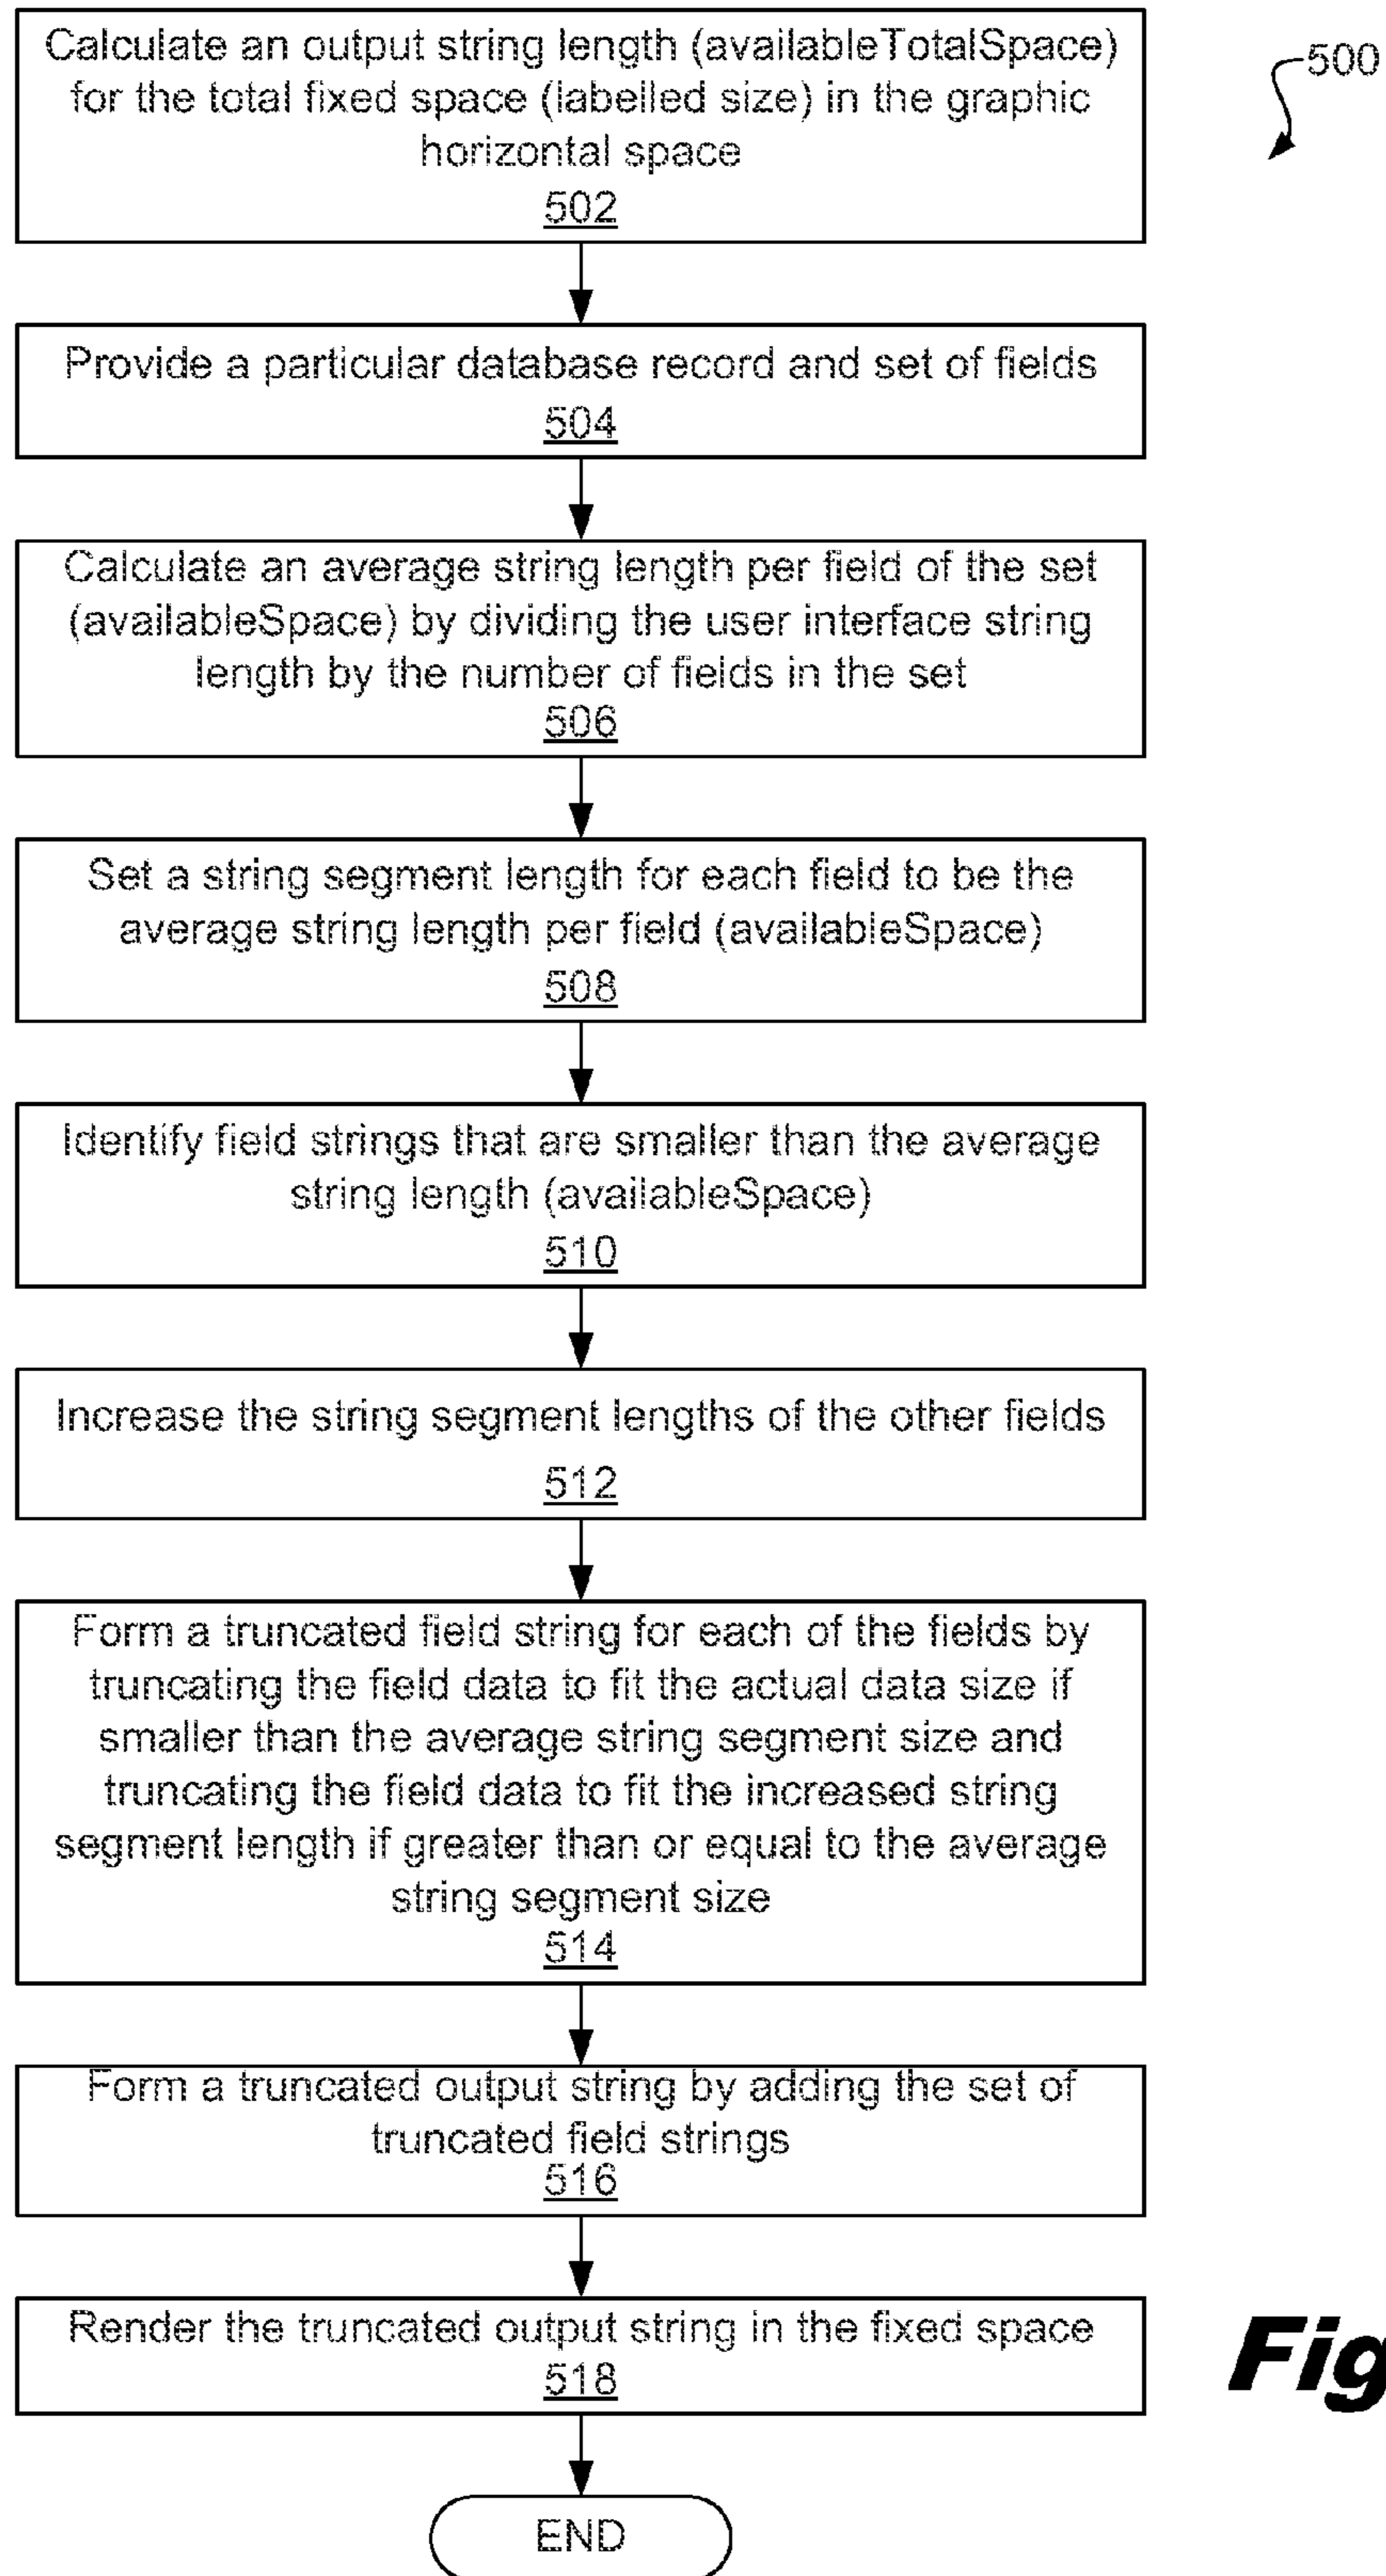 Calculate an output string length (availableTotalSpace)
for the total fixed space (labelled size) in the graphic
horizontal space
502
500
Provide a particular database record and set of fields
504
Calculate an average string length per field of the set
(availableSpace) by dividing the user interface string
length by the number of fields in the set
506
Set a string segment length for each field to be the
average string length per field (availableSpace)
508
Identify field strings that are smaller than the average
string length (availableSpace)
510
Increase the string segment lengths of the other fields
512
Form a truncated field string for each of the fields by
truncating the field data to fit the actual data size if
smaller than the average string segment size and
truncating the field data to fit the increased string
segment length if greater than or equal to the average
string segment size
514
Form a truncated output string by adding the set of
truncated field strings
516
Render the truncated output string in the fixed space
518
Fig
END